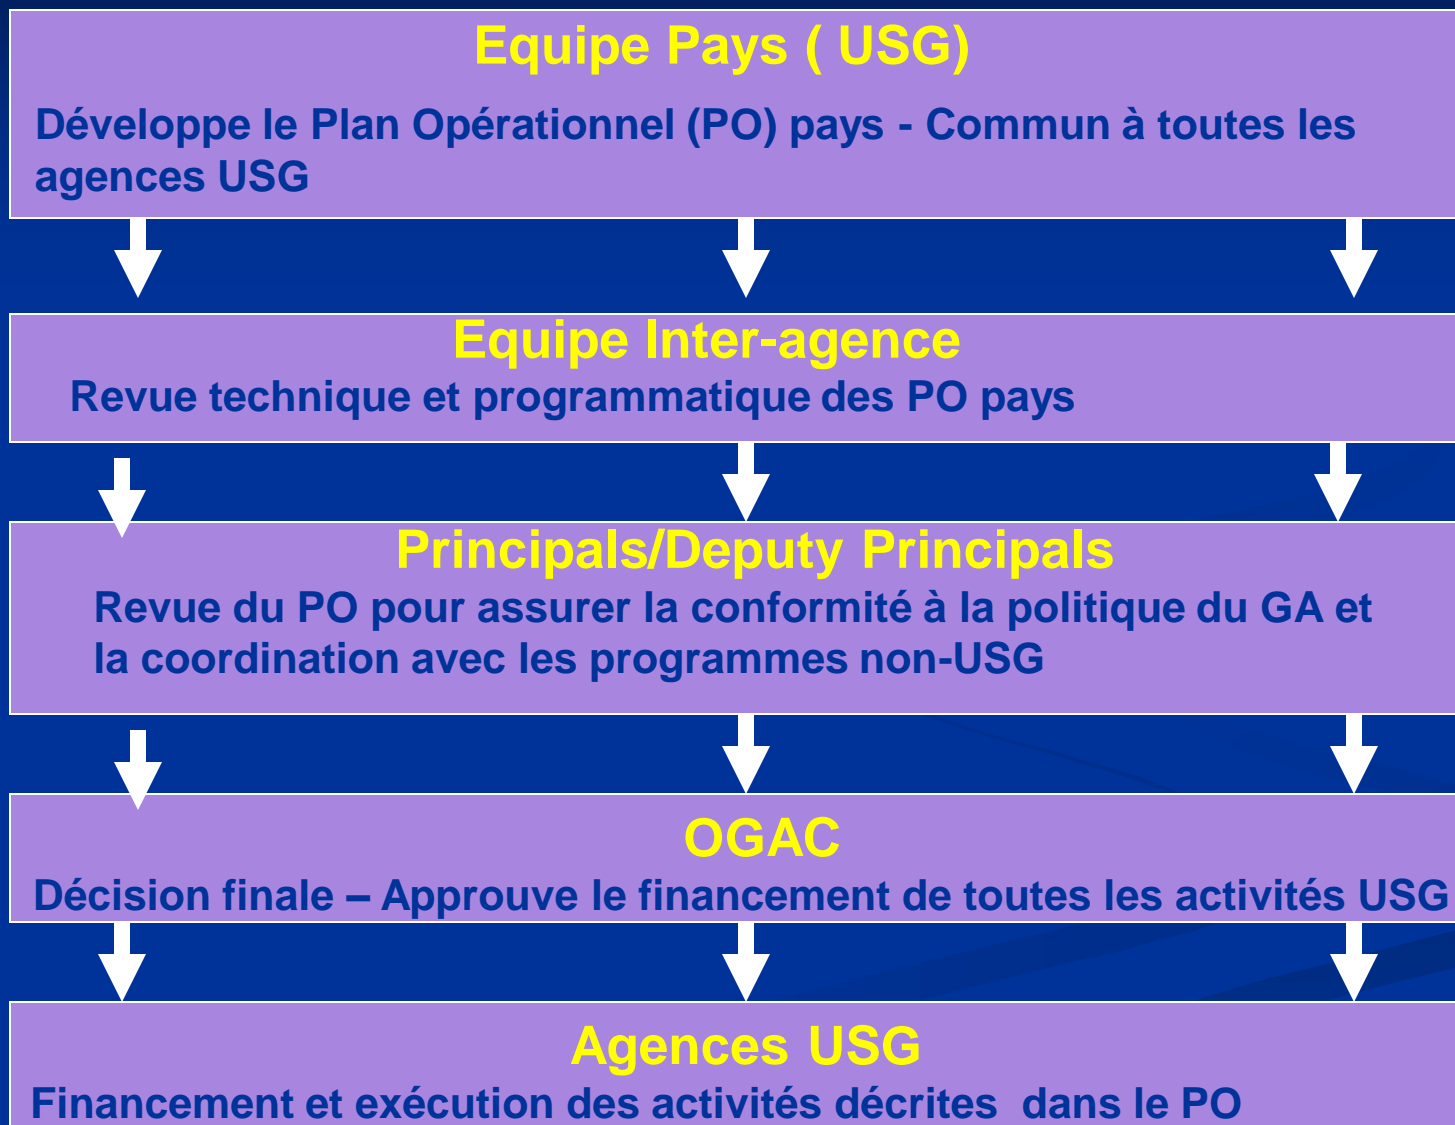 Equipe Pays ( USG)
Développe le Plan Opérationnel (PO) pays - Commun à toutes les
agences USG
Equipe Inter-agence
Revue technique et programmatique des PO pays
Principals/Deputy Principals
Revue du PO pour assurer la conformité à la politique du GA et
la coordination avec les programmes non-USG
OGAC
Décision finale – Approuve le financement de toutes les activités USG
Agences USG
Financement et exécution des activités décrites dans le PO